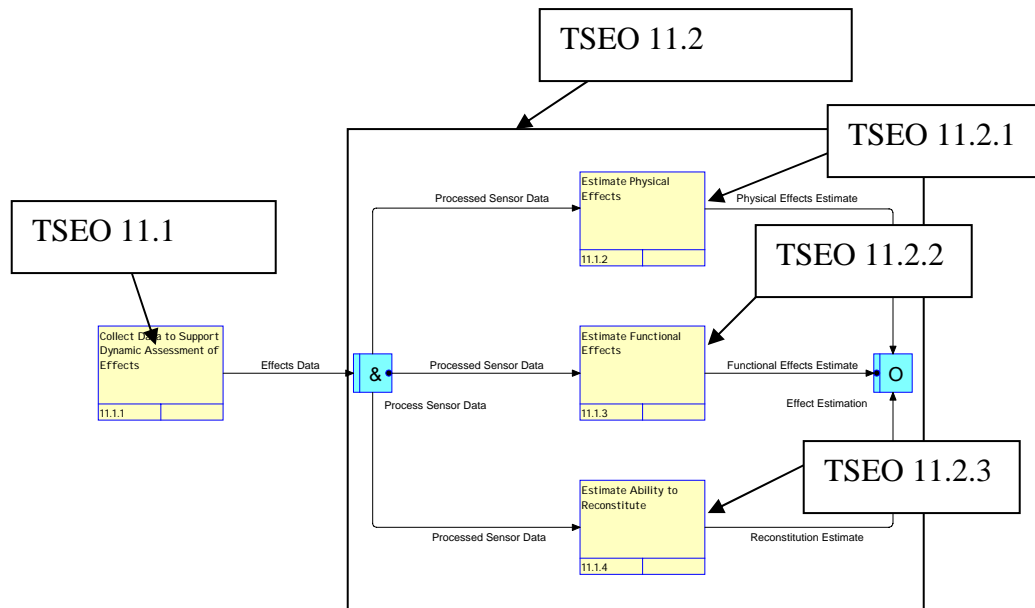 TSEO 11.2
TSEO 11.2.1
Estimate Physical
Effects
Processed Sensor Data
Physical Effects Estimate
11.1.2
TSEO 11.1
TSEO 11.2.2
Collect Data to Support
Dynamic Assessment of
Effects
Estimate Functional
Effects
Effects Data
&
Processed Sensor Data
Functional Effects Estimate
O
Process Sensor Data
Effect Estimation
11.1.1
11.1.3
TSEO 11.2.3
Estimate Ability to
Reconstitute
Processed Sensor Data
Reconstitution Estimate
11.1.4